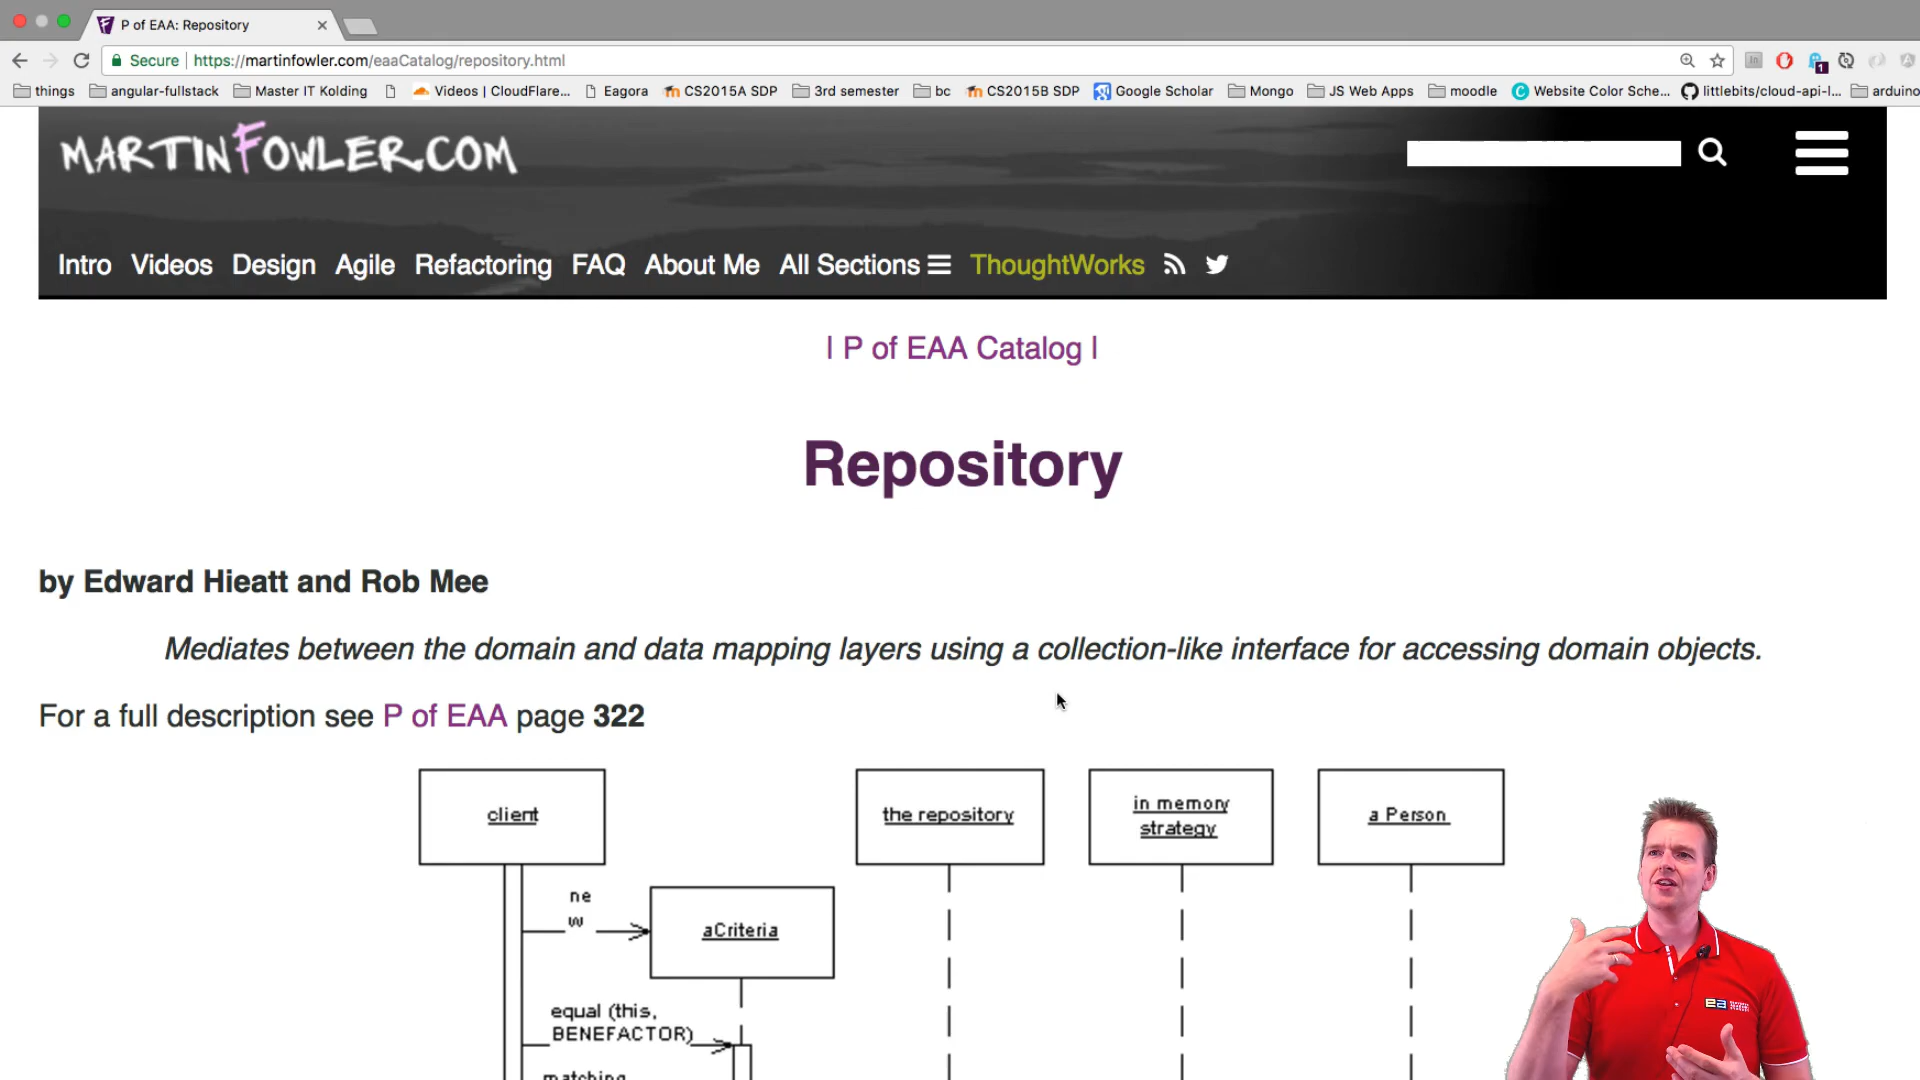 P of EAA: Repository
Secure https://martinfowler.com/eaaCatalog/repository.html
things angular-fullstack Master IT Kolding Videos | CloudFlare... Eagora CS2015A SDP 3rd semester bc CS2015B SDP Google Scholar Mongo JS Web Apps moodle Website Color Sche... littlebits/cloud-api-l... arduino
MARTINFOWLER.COM
Intro Videos Design Agile Refactoring FAQ About Me All Sections ThoughtWorks
| P of EAA Catalog |
Repository
by Edward Hieatt and Rob Mee
Mediates between the domain and data mapping layers using a collection-like interface for accessing domain objects.
For a full description see P of EAA page 322
client
the repository
in memory
strategy
a Person
ne
w
aCriteria
equal (this,
BENEFACTOR)
matching
ea